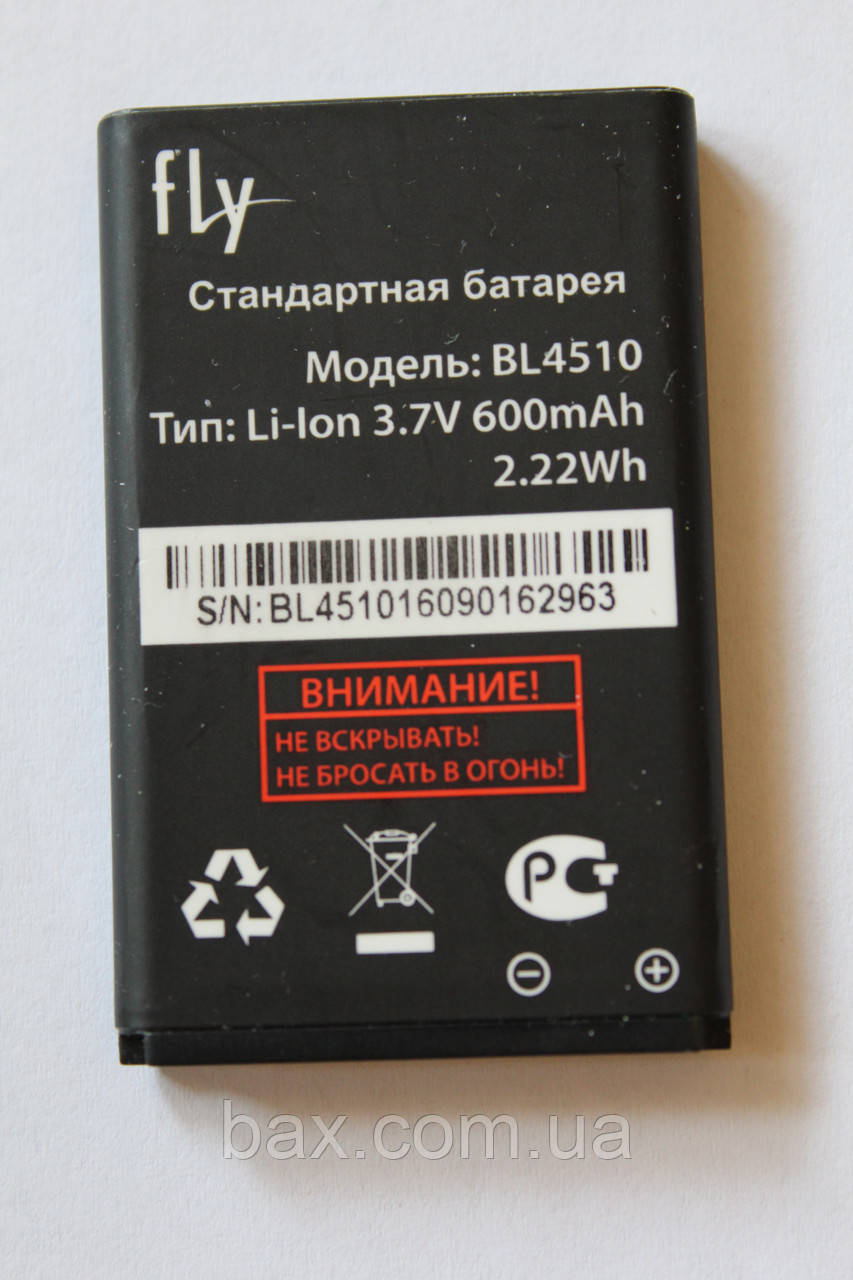 fly
Стандартная батарея
Модель: BL4510
Тип: Li-Ion 3.7V 600mAh
2.22Wh
S/N: BL451016090162963
ВНИМАНИЕ!
НЕ ВСКРЫВАТЬ!
НЕ БРОСАТЬ В ОГОНЬ!
РСТ
bax.com.ua